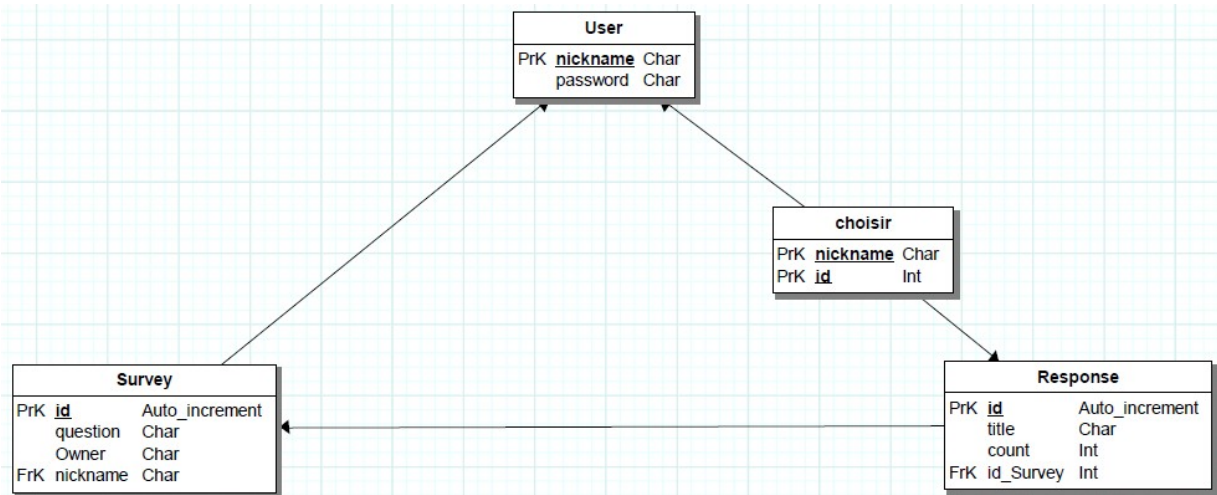 User
PrK nickname Char
password Char
choisir
PrK nickname Char
PrK id Int
Survey
PrK id Auto_increment
question Char
Owner Char
FrK nickname Char
Response
PrK id Auto_increment
title Char
count Int
FrK id_Survey Int